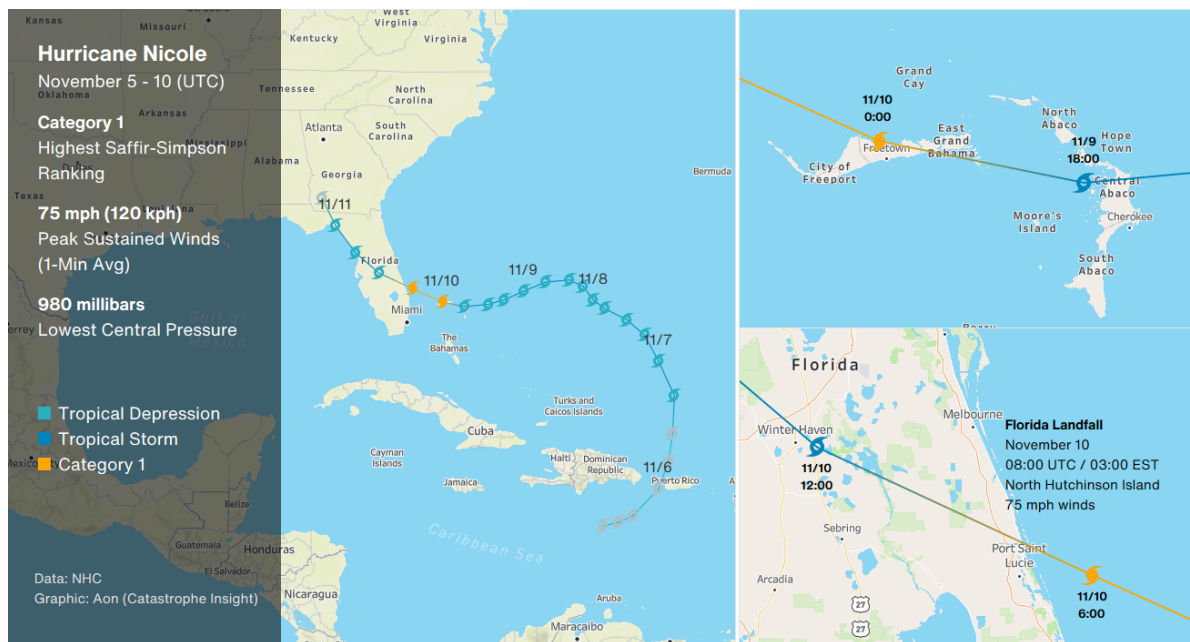 Hurricane Nicole
November 5 - 10 (UTC)
Category 1
Highest Saffir-Simpson
Ranking
75 mph (120 kph)
Peak Sustained Winds
(1-Min Avg)
980 millibars
Lowest Central Pressure
Tropical Depression
Tropical Storm
Category 1
Data: NHC
Graphic: Aon (Catastrophe Insight)
Kansas
Missouri
Oklahoma
Arkansas
Mississippi
Texas
Louisiana
Gulf of
Mexico
Monterrey
Mexico City
Guatemala
El Salvador
Belize
Honduras
Nicaragua
West
Virginia
Kentucky
Virginia
Tennessee
North
Carolina
Atlanta
South
Carolina
Alabama
Georgia
Bermuda
11/11
Florida
11/10
11/9
11/8
Miami
The
Bahamas
11/7
Turks and
Caicos Islands
Cuba
Cayman
Islands
Haiti
Dominican
Republic
11/6
Puerto Rico
Jamaica
Caribbean Sea
Aruba
Maracaibo
Grand
Cay
11/10
0:00
North
Abaco
East
Grand
Bahama
Hope
Town
11/9
18:00
Freetown
City of
Freeport
Central
Abaco
Moore's
Island
Cherokee
South
Abaco
Berry
Florida
Melbourne
Winter Haven
11/10
12:00
Florida Landfall
November 10
08:00 UTC / 03:00 EST
North Hutchinson Island
75 mph winds
Sebring
Port Saint
Lucie
Arcadia
11/10
6:00
27
27